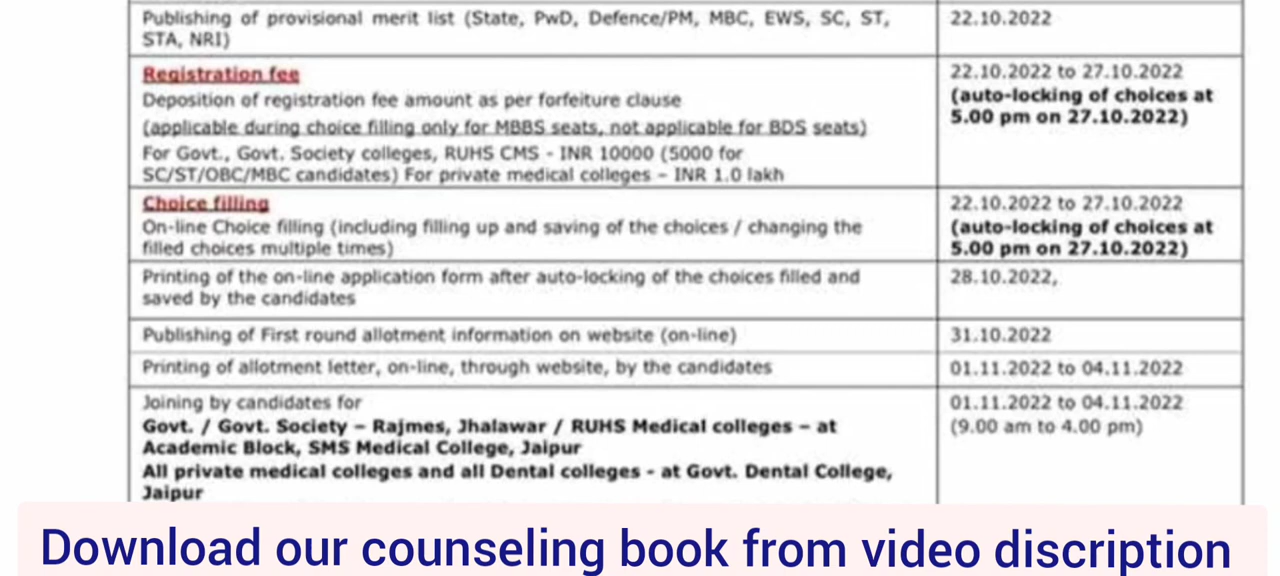 Publishing of provisional merit list (State, PwD, Defence/PM, MBC, EWS, SC, ST,
STA, NRI)
22.10.2022
Registration fee
Deposition of registration fee amount as per forfeiture clause
(applicable during choice filling only for MBBS seats, not applicable for BDS seats)
For Govt., Govt. Society colleges, RUHS CMS - INR 10000 (5000 for
SC/ST/OBC/MBC candidates) For private medical colleges – INR 1.0 lakh
22.10.2022 to 27.10.2022
(auto-locking of choices at
5.00 pm on 27.10.2022)
Choice filling
On-line Choice filling (including filling up and saving of the choices / changing the
filled choices multiple times)
22.10.2022 to 27.10.2022
(auto-locking of choices at
5.00 pm on 27.10.2022)
Printing of the on-line application form after auto-locking of the choices filled and
saved by the candidates
28.10.2022,
Publishing of First round allotment information on website (on-line)
31.10.2022
Printing of allotment letter, on-line, through website, by the candidates
01.11.2022 to 04.11.2022
Joining by candidates for
Govt. / Govt. Society – Rajmes, Jhalawar / RUHS Medical colleges – at
Academic Block, SMS Medical College, Jaipur
All private medical colleges and all Dental colleges - at Govt. Dental College,
Jaipur
01.11.2022 to 04.11.2022
(9.00 am to 4.00 pm)
Download our counseling book from video discription